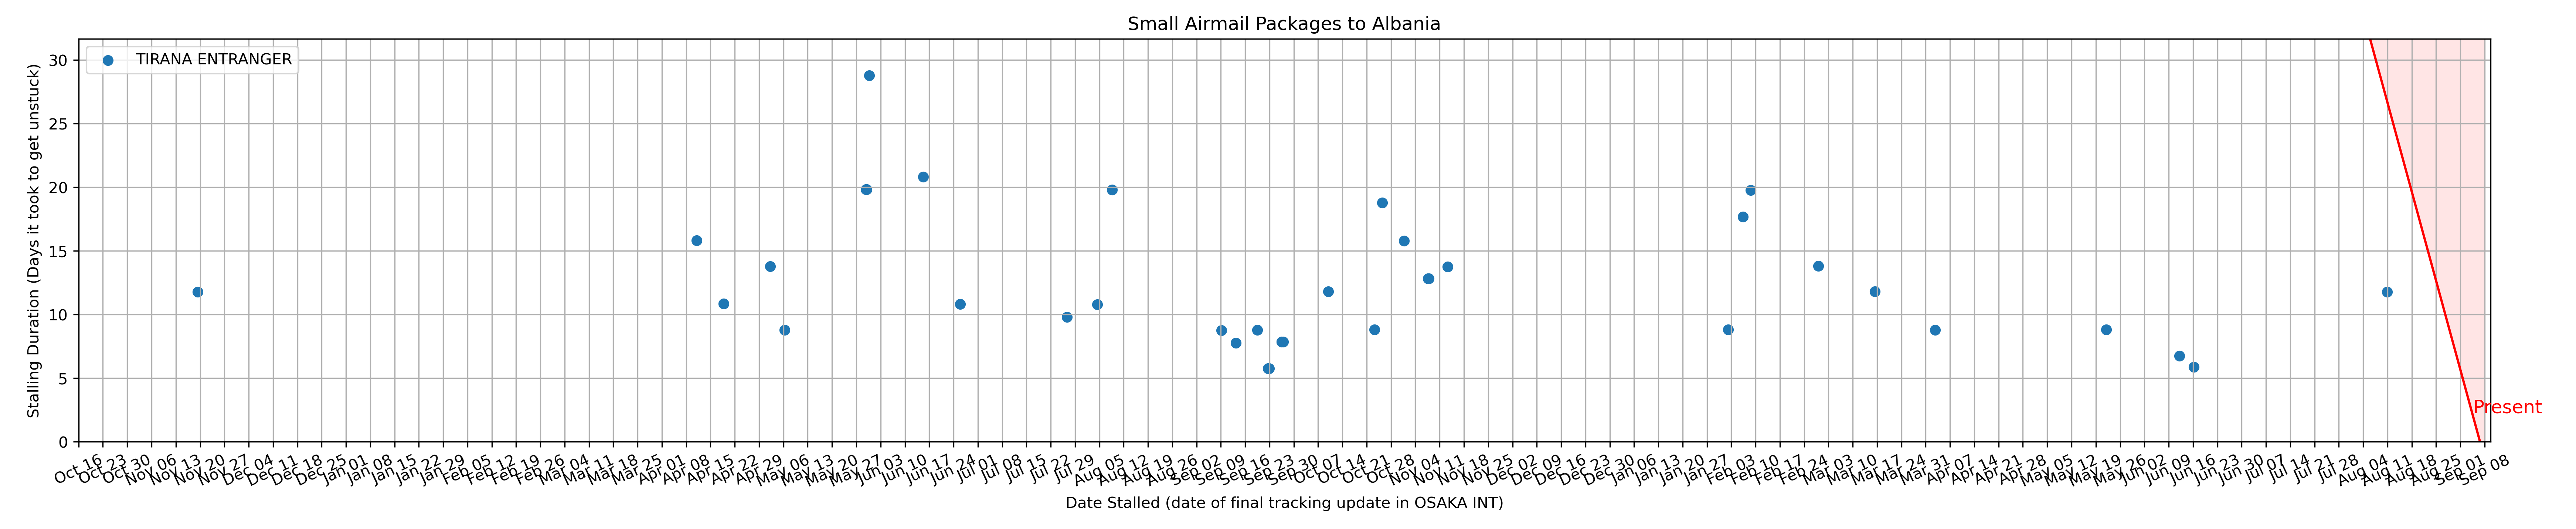 Small Airmail Packages to Albania
TIRANA ENTRANGER
Stalling Duration (Days it took to get unstuck)
30
25
20
15
10
5
0
Present
Oct 16
Oct 23
Oct 30
Nov 06
Nov 13
Nov 20
Nov 27
Dec 04
Dec 11
Dec 18
Dec 25
Jan 01
Jan 08
Jan 15
Jan 22
Jan 29
Feb 05
Feb 12
Feb 19
Feb 26
Mar 04
Mar 11
Mar 18
Mar 25
Apr 01
Apr 08
Apr 15
Apr 22
Apr 29
May 06
May 13
May 20
May 27
Jun 03
Jun 10
Jun 17
Jun 24
Jul 01
Jul 08
Jul 15
Jul 22
Jul 29
Aug 05
Aug 12
Aug 19
Aug 26
Sep 02
Sep 09
Sep 16
Sep 23
Sep 30
Oct 07
Oct 14
Oct 21
Oct 28
Nov 04
Nov 11
Nov 18
Nov 25
Dec 02
Dec 09
Dec 16
Dec 23
Dec 30
Jan 06
Jan 13
Jan 20
Jan 27
Feb 03
Feb 10
Feb 17
Feb 24
Mar 03
Mar 10
Mar 17
Mar 24
Mar 31
Apr 07
Apr 14
Apr 21
Apr 28
May 05
May 12
May 19
May 26
Jun 02
Jun 09
Jun 16
Jun 23
Jun 30
Jul 07
Jul 14
Jul 21
Jul 28
Aug 04
Aug 11
Aug 18
Aug 25
Sep 01
Sep 08
Date Stalled (date of final tracking update in OSAKA INT)